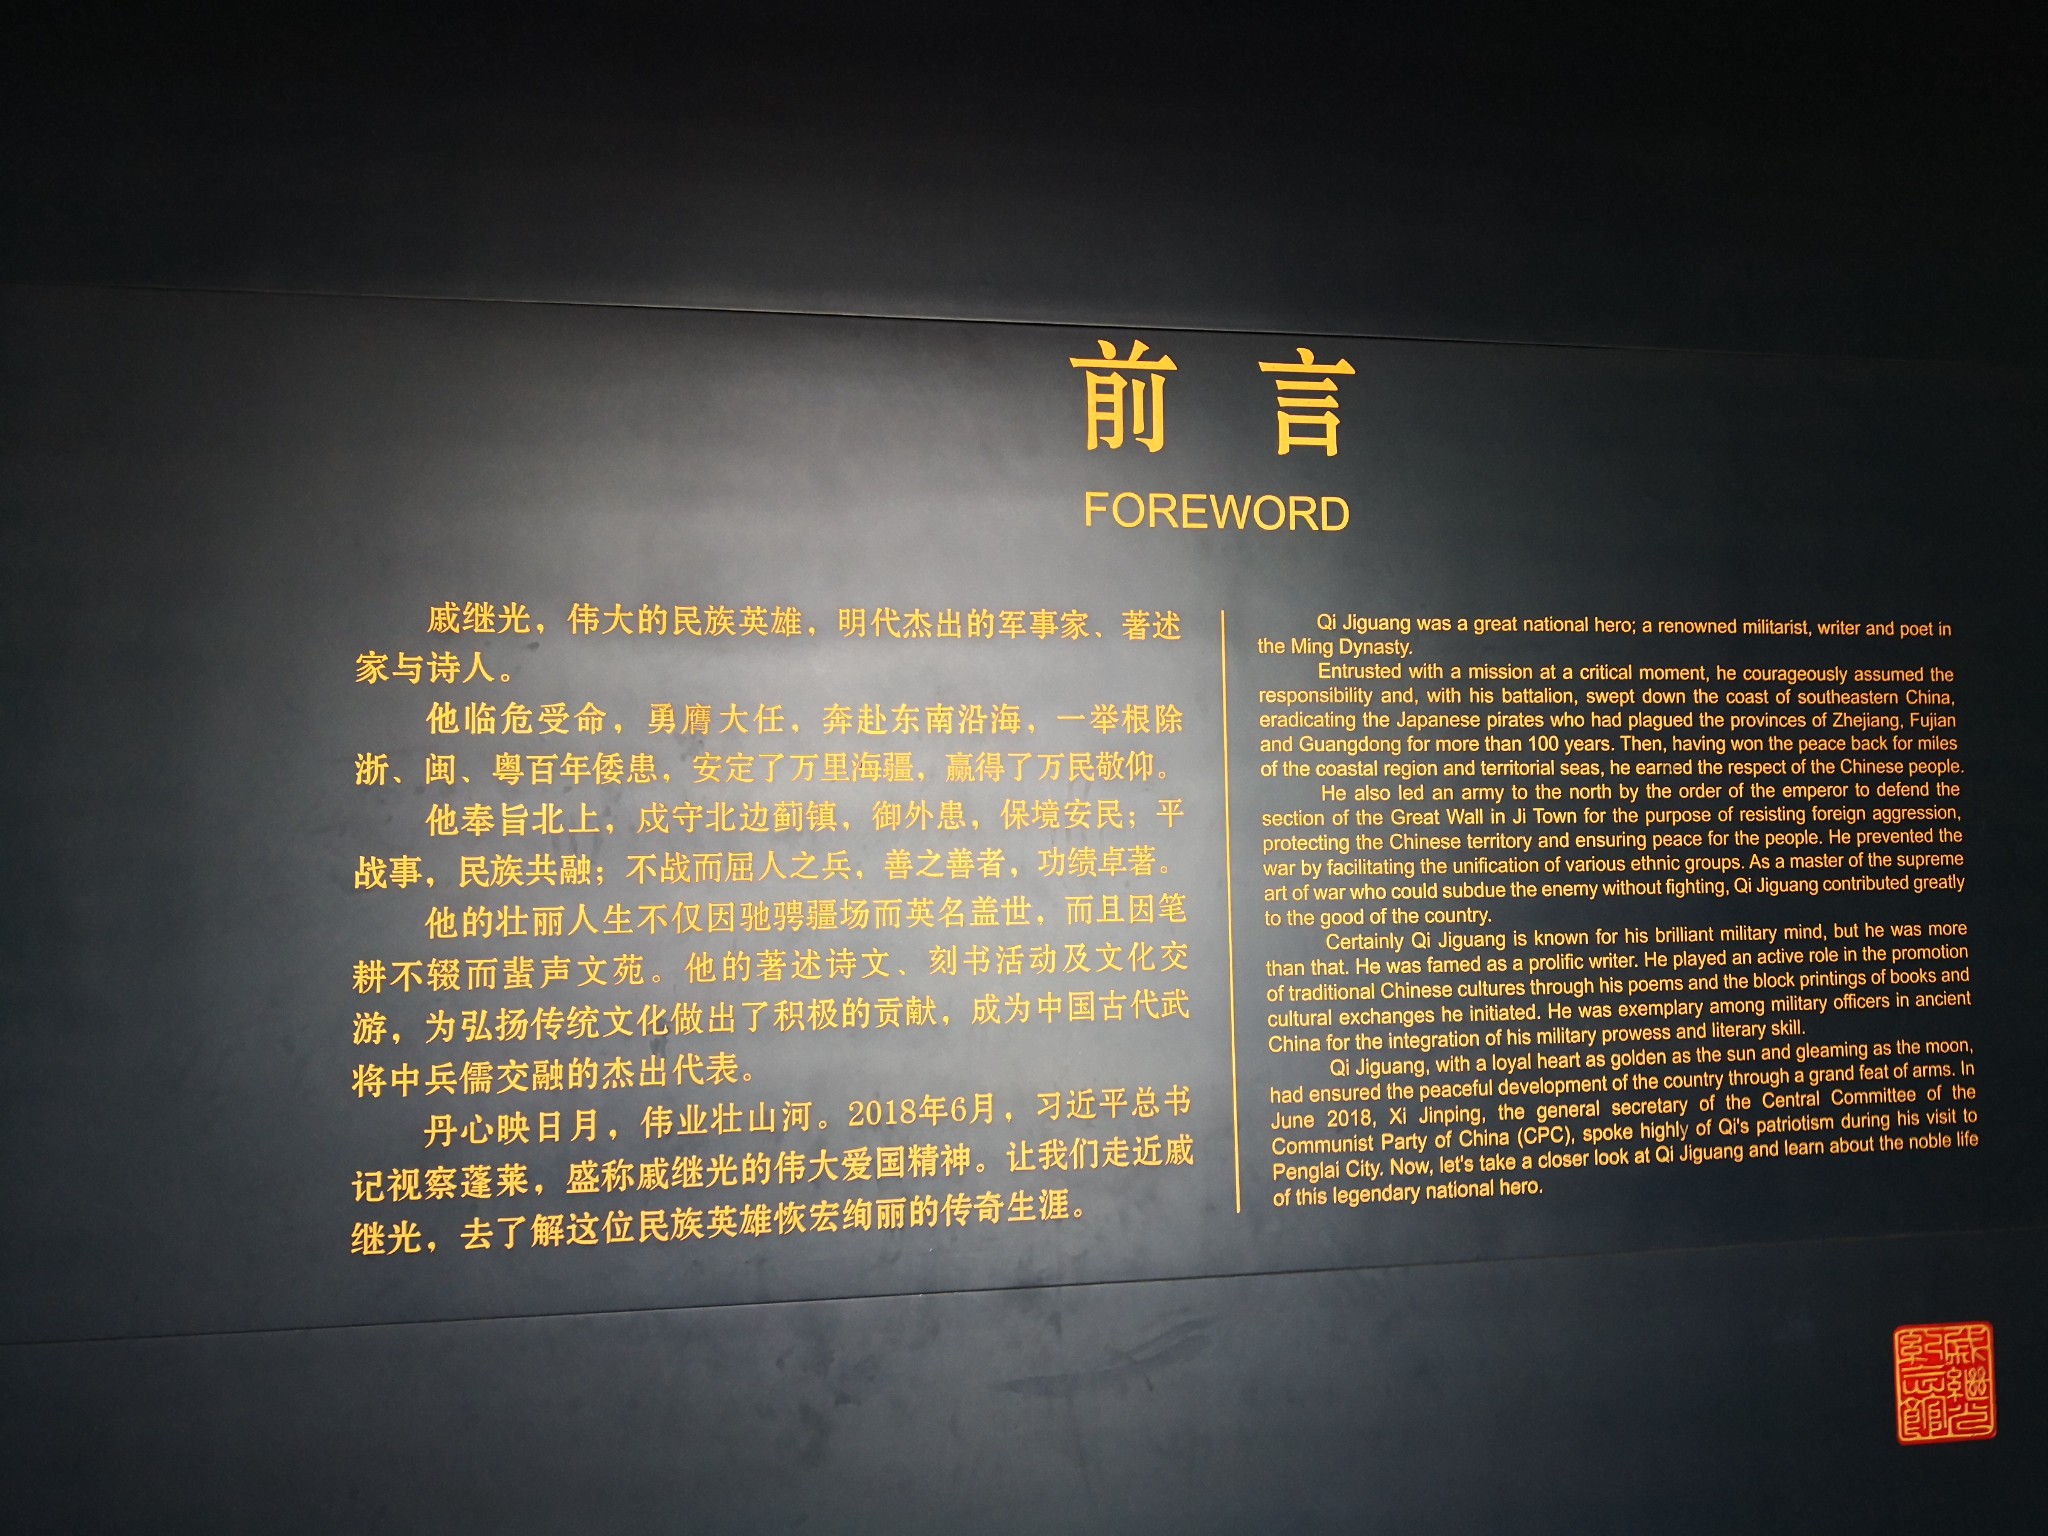 前言
FOREWORD
戚继光，伟大的民族英雄，明代杰出的军事家、著述
家与诗人。
他临危受命，勇膺大任，奔赴东南沿海，一举根除
浙、闽、粤百年倭患，安定了万里海疆，赢得了万民敬仰。
他奉旨北上，戍守北边蓟镇，御外患，保境安民；平
战事，民族共融；不战而屈人之兵，善之善者，功绩卓著。
他的壮丽人生不仅因驰骋疆场而英名盖世，而且因笔
耕不辍而蜚声文苑。他的著述诗文、刻书活动及文化交
游，为弘扬传统文化做出了积极的贡献，成为中国古代武
将中兵儒交融的杰出代表。
丹心映日月，伟业壮山河。2018年6月，习近平总书
记视察蓬莱，盛称戚继光的伟大爱国精神。让我们走近戚
继光，去了解这位民族英雄恢宏绚丽的传奇生涯。
Qi Jiguang was a great national hero; a renowned militarist, writer and poet in
the Ming Dynasty.
Entrusted with a mission at a critical moment, he courageously assumed the
responsibility and, with his battalion, swept down the coast of southeastern China,
eradicating the Japanese pirates who had plagued the provinces of Zhejiang, Fujian
and Guangdong for more than 100 years. Then, having won the peace back for miles
of the coastal region and territorial seas, he earned the respect of the Chinese people.
He also led an army to the north by the order of the emperor to defend the
section of the Great Wall in Ji Town for the purpose of resisting foreign aggression,
protecting the Chinese territory and ensuring peace for the people. He prevented the
war by facilitating the unification of various ethnic groups. As a master of the supreme
art of war who could subdue the enemy without fighting, Qi Jiguang contributed greatly
to the good of the country.
Certainly Qi Jiguang is known for his brilliant military mind, but he was more
than that. He was famed as a prolific writer. He played an active role in the promotion
of traditional Chinese cultures through his poems and the block printings of books and
cultural exchanges he initiated. He was exemplary among military officers in ancient
China for the integration of his military prowess and literary skill.
Qi Jiguang, with a loyal heart as golden as the sun and gleaming as the moon,
had ensured the peaceful development of the country through a grand feat of arms. In
June 2018, Xi Jinping, the general secretary of the Central Committee of the
Communist Party of China (CPC), spoke highly of Qi's patriotism during his visit to
Penglai City. Now, let's take a closer look at Qi Jiguang and learn about the noble life
of this legendary national hero.
戚繼光
紀念館